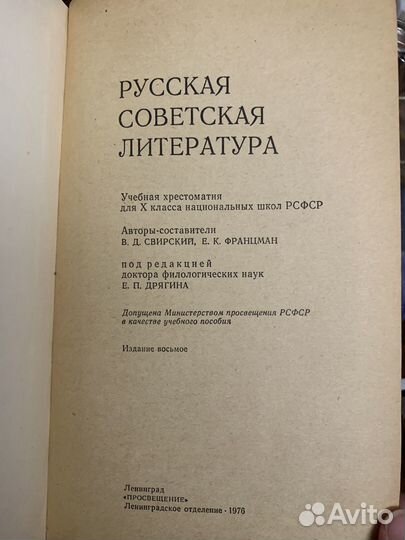 РУССКАЯ
СОВЕТСКАЯ
ЛИТЕРАТУРА
Учебная хрестоматия
для X класса национальных школ РСФСР
Авторы-составители
В. Д. СВИРСКИЙ, Е. К. ФРАНЦМАН
под редакцией
доктора филологических наук
Е. П. ДРЯГИНА
Допущена Министерством просвещения РСФСР
в качестве учебного пособия
Издание восьмое
Ленинград
«ПРОСВЕЩЕНИЕ»
Ленинградское отделение · 1976
Avito